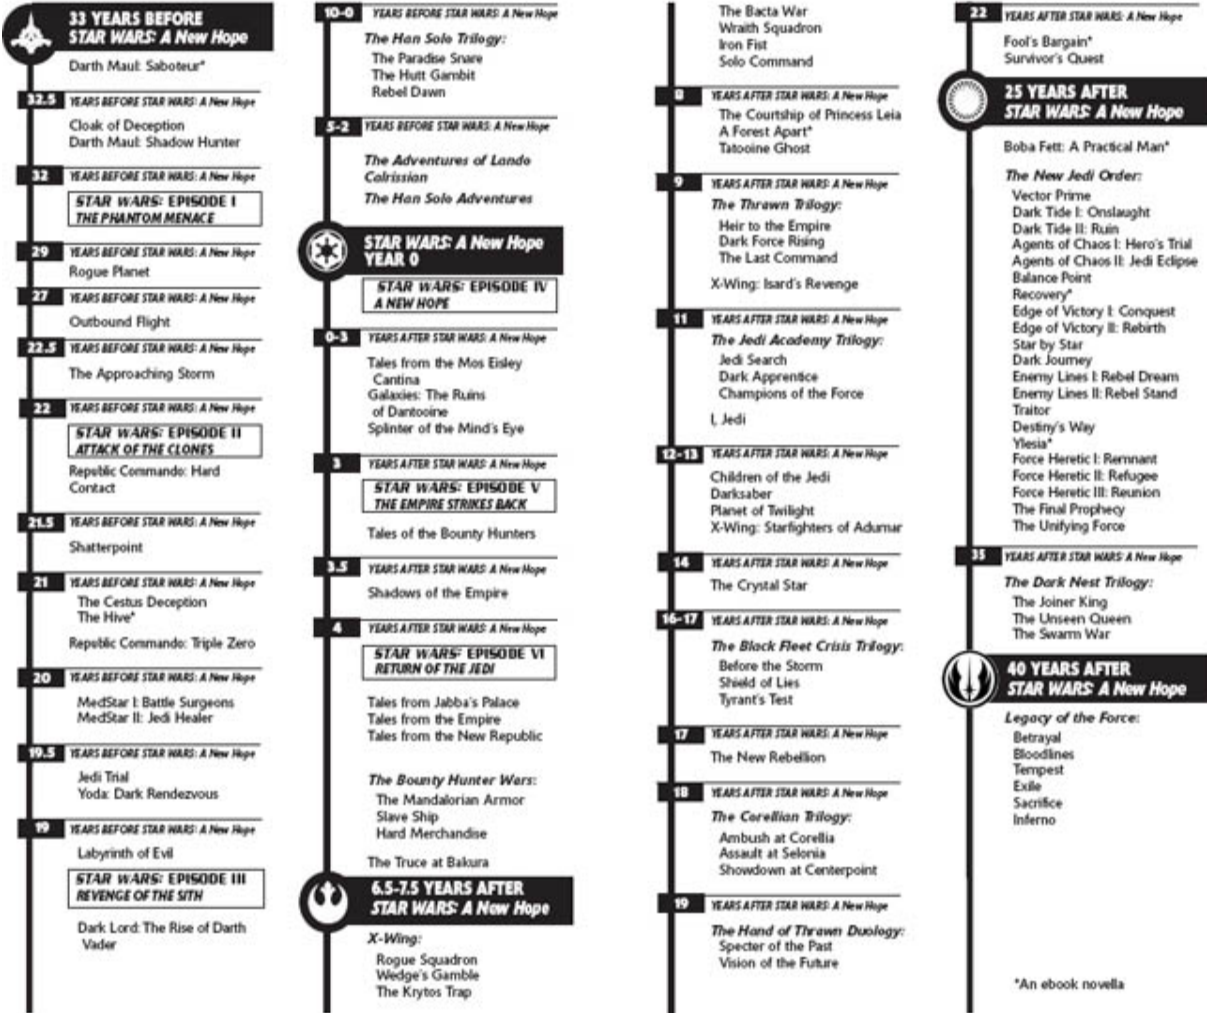 33 YEARS BEFORE
STAR WARS: A New Hope
Darth Maul: Saboteur*
32.5 YEARS BEFORE STAR WARS: A New Hope
Cloak of Deception
Darth Maul: Shadow Hunter
32 YEARS BEFORE STAR WARS: A New Hope
STAR WARS: EPISODE I
THE PHANTOM MENACE
29 YEARS BEFORE STAR WARS: A New Hope
Rogue Planet
27 YEARS BEFORE STAR WARS: A New Hope
Outbound Flight
22.5 YEARS BEFORE STAR WARS: A New Hope
The Approaching Storm
22 YEARS BEFORE STAR WARS: A New Hope
STAR WARS: EPISODE II
ATTACK OF THE CLONES
Republic Commando: Hard
Contact
21.5 YEARS BEFORE STAR WARS: A New Hope
Shatterpoint
21 YEARS BEFORE STAR WARS: A New Hope
The Cestus Deception
The Hive*
Republic Commando: Triple Zero
20 YEARS BEFORE STAR WARS: A New Hope
MedStar I: Battle Surgeons
MedStar II: Jedi Healer
19.5 YEARS BEFORE STAR WARS: A New Hope
Jedi Trial
Yoda: Dark Rendezvous
19 YEARS BEFORE STAR WARS: A New Hope
Labyrinth of Evil
STAR WARS: EPISODE III
REVENGE OF THE SITH
Dark Lord: The Rise of Darth
Vader
10-0 YEARS BEFORE STAR WARS: A New Hope
The Han Solo Trilogy:
The Paradise Snare
The Hutt Gambit
Rebel Dawn
5-2 YEARS BEFORE STAR WARS: A New Hope
The Adventures of Lando
Calrissian
The Han Solo Adventures
STAR WARS: A New Hope
YEAR 0
STAR WARS: EPISODE IV
A NEW HOPE
0-3 YEARS AFTER STAR WARS: A New Hope
Tales from the Mos Eisley
Cantina
Galaxies: The Ruins
of Dantooine
Splinter of the Mind's Eye
3 YEARS AFTER STAR WARS: A New Hope
STAR WARS: EPISODE V
THE EMPIRE STRIKES BACK
Tales of the Bounty Hunters
3.5 YEARS AFTER STAR WARS: A New Hope
Shadows of the Empire
4 YEARS AFTER STAR WARS: A New Hope
STAR WARS: EPISODE VI
RETURN OF THE JEDI
Tales from Jabba's Palace
Tales from the Empire
Tales from the New Republic
The Bounty Hunter Wars:
The Mandalorian Armor
Slave Ship
Hard Merchandise
The Truce at Bakura
6.5-7.5 YEARS AFTER
STAR WARS: A New Hope
X-Wing:
Rogue Squadron
Wedge's Gamble
The Krytos Trap
The Bacta War
Wraith Squadron
Iron Fist
Solo Command
8 YEARS AFTER STAR WARS: A New Hope
The Courtship of Princess Leia
A Forest Apart*
Tatooine Ghost
9 YEARS AFTER STAR WARS: A New Hope
The Thrawn Trilogy:
Heir to the Empire
Dark Force Rising
The Last Command
X-Wing: Isard's Revenge
11 YEARS AFTER STAR WARS: A New Hope
The Jedi Academy Trilogy:
Jedi Search
Dark Apprentice
Champions of the Force
I, Jedi
12-13 YEARS AFTER STAR WARS: A New Hope
Children of the Jedi
Darksaber
Planet of Twilight
X-Wing: Starfighters of Adumar
14 YEARS AFTER STAR WARS: A New Hope
The Crystal Star
16-17 YEARS AFTER STAR WARS: A New Hope
The Black Fleet Crisis Trilogy:
Before the Storm
Shield of Lies
Tyrant's Test
17 YEARS AFTER STAR WARS: A New Hope
The New Rebellion
18 YEARS AFTER STAR WARS: A New Hope
The Corellian Trilogy:
Ambush at Corellia
Assault at Selonia
Showdown at Centerpoint
19 YEARS AFTER STAR WARS: A New Hope
The Hand of Thrawn Duology:
Specter of the Past
Vision of the Future
22 YEARS AFTER STAR WARS: A New Hope
Fool's Bargain*
Survivor's Quest
25 YEARS AFTER
STAR WARS: A New Hope
Boba Fett: A Practical Man*
The New Jedi Order:
Vector Prime
Dark Tide I: Onslaught
Dark Tide II: Ruin
Agents of Chaos I: Hero's Trial
Agents of Chaos II: Jedi Eclipse
Balance Point
Recovery*
Edge of Victory I: Conquest
Edge of Victory II: Rebirth
Star by Star
Dark Journey
Enemy Lines I: Rebel Dream
Enemy Lines II: Rebel Stand
Traitor
Destiny's Way
Ylesia*
Force Heretic I: Remnant
Force Heretic II: Refugee
Force Heretic III: Reunion
The Final Prophecy
The Unifying Force
35 YEARS AFTER STAR WARS: A New Hope
The Dark Nest Trilogy:
The Joiner King
The Unseen Queen
The Swarm War
40 YEARS AFTER
STAR WARS: A New Hope
Legacy of the Force:
Betrayal
Bloodlines
Tempest
Exile
Sacrifice
Inferno
*An ebook novella